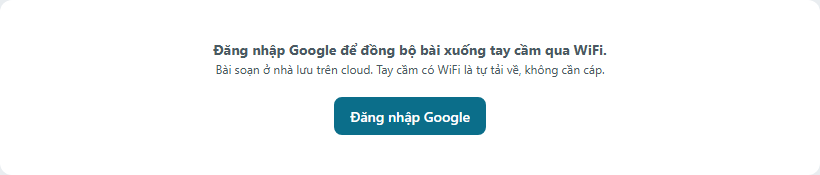 Đăng nhập Google để đồng bộ bài xuống tay cầm qua WiFi.
Bài soạn ở nhà lưu trên cloud. Tay cầm có WiFi là tự tải về, không cần cáp.
Đăng nhập Google